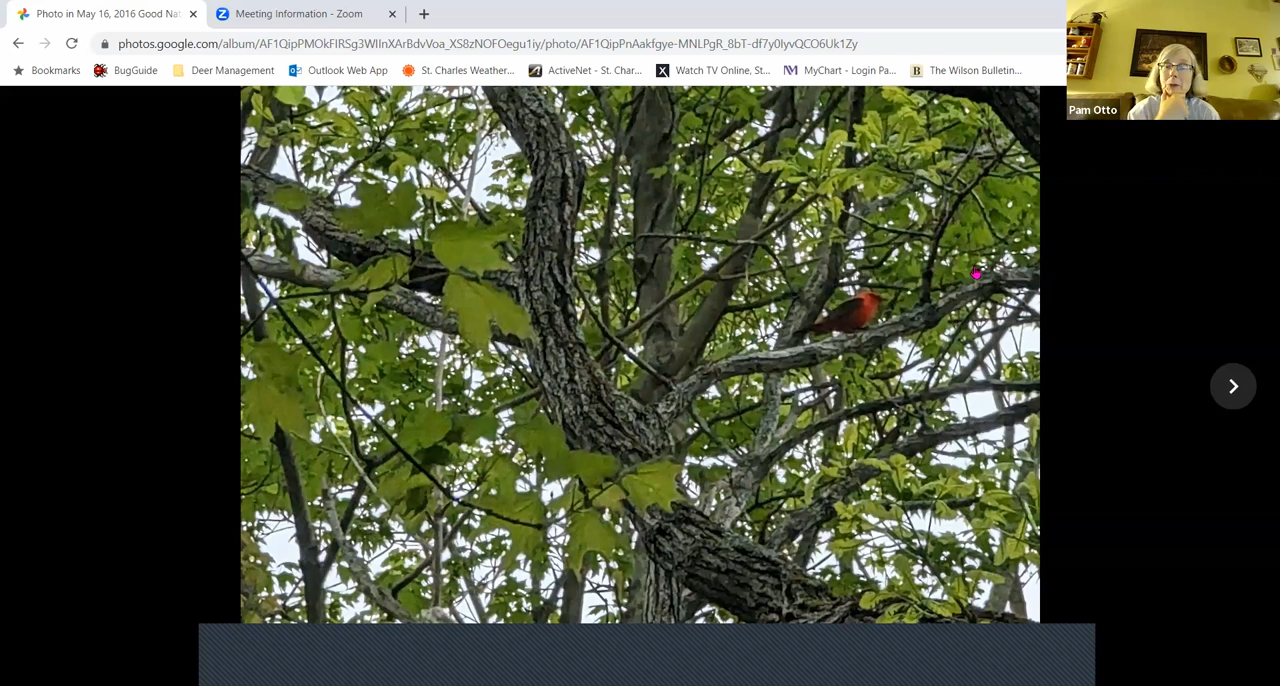 Photo in May 16, 2016 Good Nat
Meeting Information - Zoom
photos.google.com/album/AF1QipPMOkFIRSg3WIInXArBdvVoa_XS8zNOFOegu1iy/photo/AF1QipPnAakfgye-MNLPgR_8bT-df7y0IyvQCO6Uk1Zy
Bookmarks
BugGuide
Deer Management
Outlook Web App
St. Charles Weather...
ActiveNet - St. Char...
Watch TV Online, St...
MyChart - Login Pa...
The Wilson Bulletin...
Pam Otto